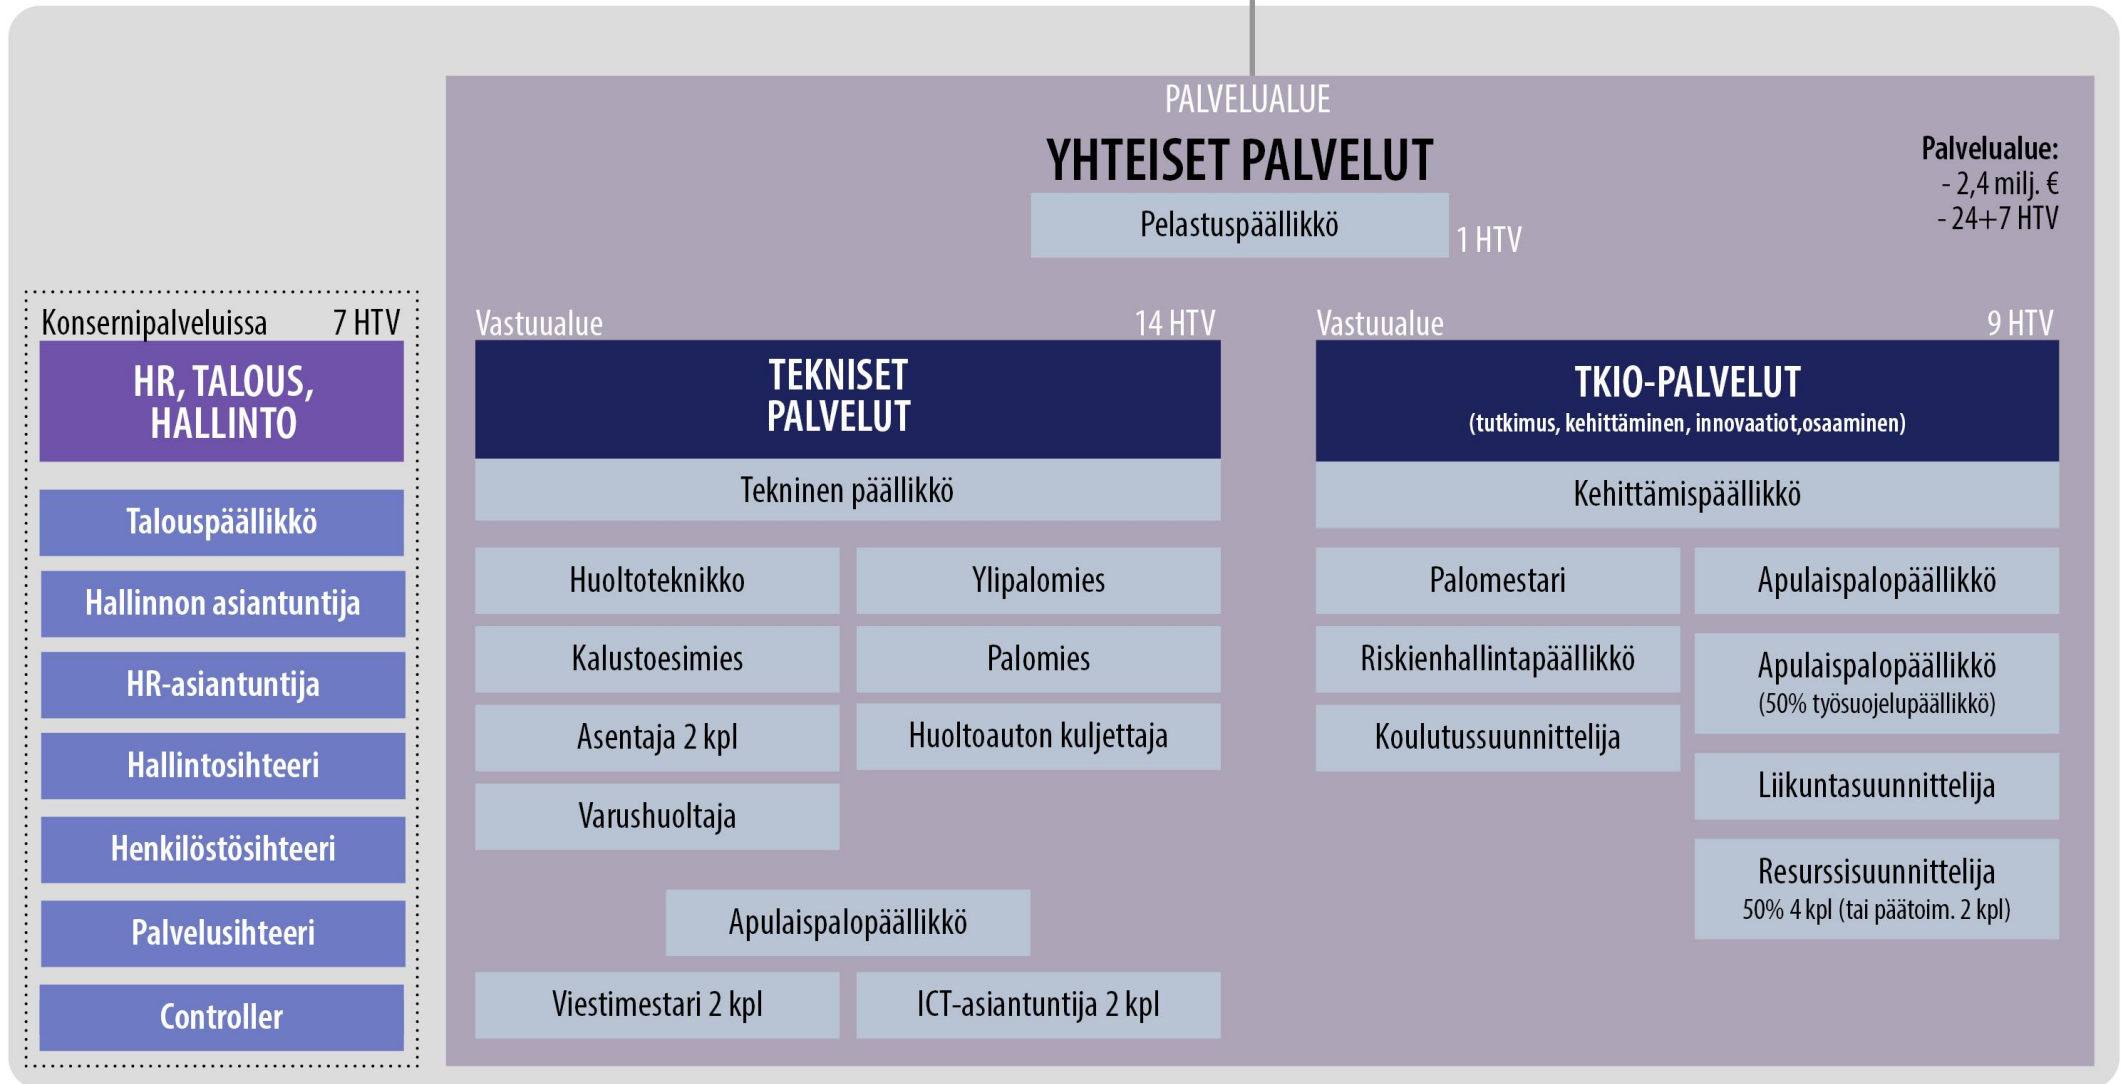 PALVELUALUE
YHTEISET PALVELUT
Pelastuspäällikkö
1 HTV
Palvelualue:
- 2,4 milj. €
- 24+7 HTV
Konsernipalveluissa 7 HTV
HR, TALOUS,
HALLINTO
Talouspäällikkö
Hallinnon asiantuntija
HR-asiantuntija
Hallintosihteeri
Henkilöstösihteeri
Palvelusihteeri
Controller
Vastuualue 14 HTV
TEKNISET
PALVELUT
Tekninen päällikkö
Huoltoteknikko
Ylipalomies
Kalustoesimies
Palomies
Asentaja 2 kpl
Huoltoauton kuljettaja
Varushuoltaja
Apulaispalopäällikkö
Viestimestari 2 kpl
ICT-asiantuntija 2 kpl
Vastuualue 9 HTV
TKIO-PALVELUT
(tutkimus, kehittäminen, innovaatiot,osaaminen)
Kehittämispäällikkö
Palomestari
Apulaispalopäällikkö
Riskienhallintapäällikkö
Apulaispalopäällikkö
(50% työsuojelupäällikkö)
Koulutussuunnittelija
Liikuntasuunnittelija
Resurssisuunnittelija
50% 4 kpl (tai päätoim. 2 kpl)